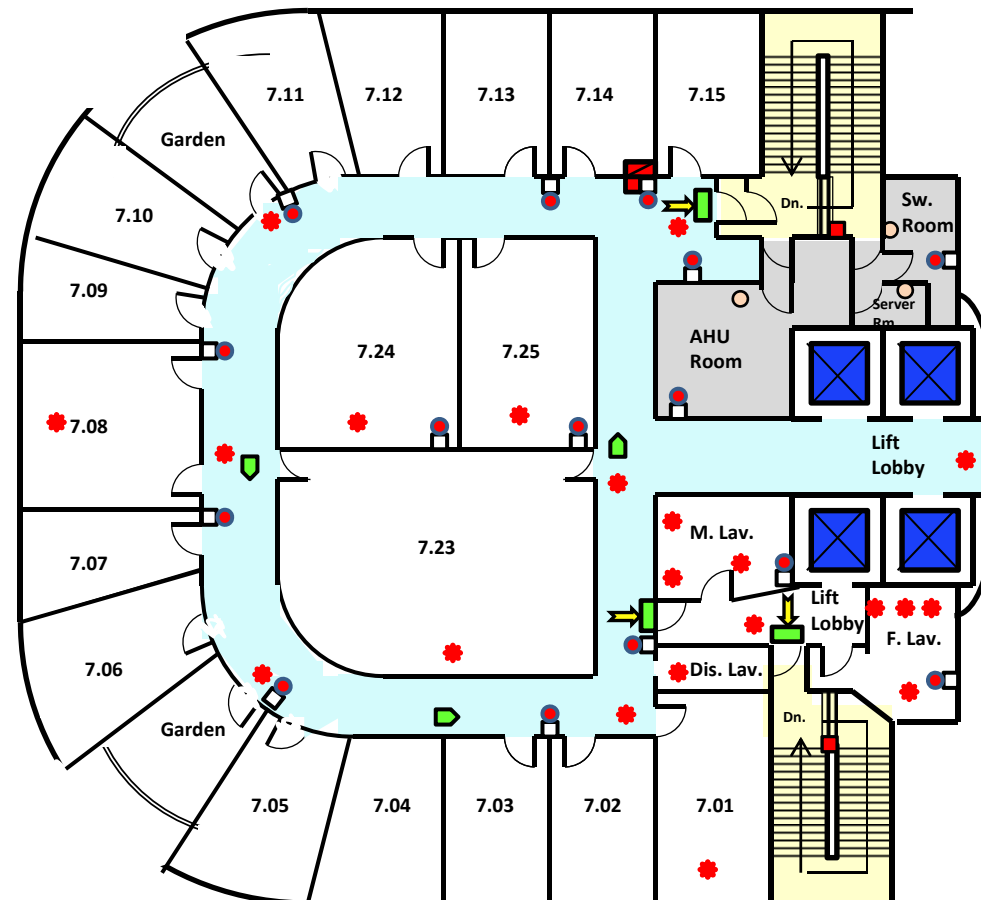 7.11
7.12
7.13
7.14
7.15
Garden
7.10
Dn.
Sw.
Room
7.09
Server
Rm
7.24
7.25
AHU
Room
7.08
Lift
Lobby
7.07
7.23
M. Lav.
Lift
Lobby
F. Lav.
7.06
Dis. Lav.
Garden
Dn.
7.05
7.04
7.03
7.02
7.01